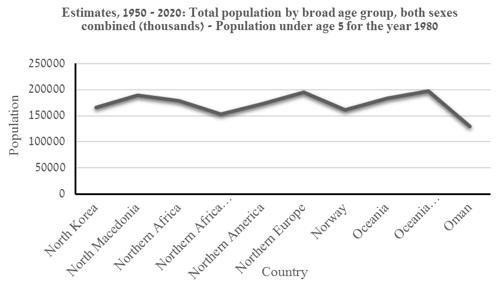 Estimates, 1950 - 2020: Total population by broad age group, both sexes
combined (thousands) - Population under age 5 for the year 1980
Population
250000
200000
150000
100000
50000
0
North Korea
North Macedonia
Northern Africa
Northern Africa...
Northern America
Northern Europe
Norway
Oceania
Oceania...
Oman
Country